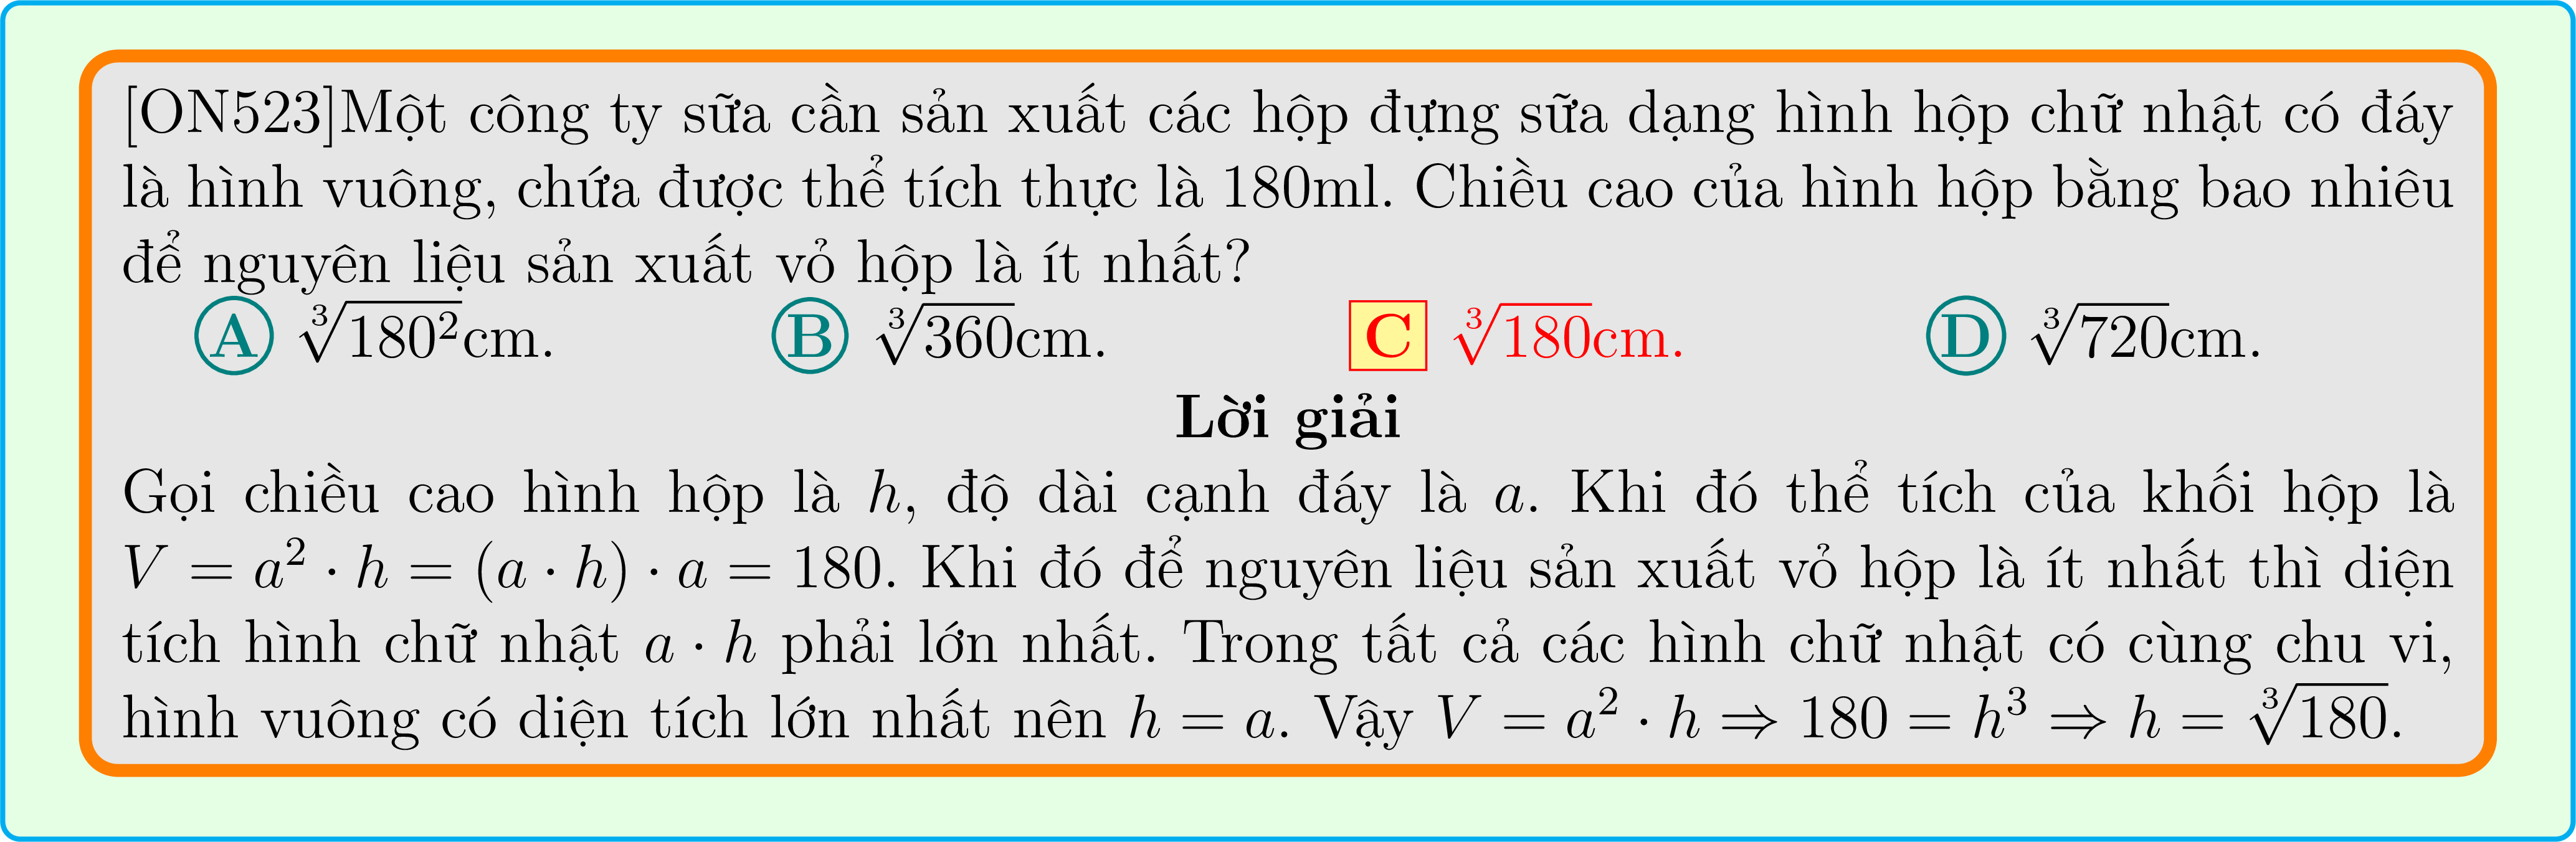 [ON523]Một công ty sữa cần sản xuất các hộp đựng sữa dạng hình hộp chữ nhật có đáy
là hình vuông, chứa được thể tích thực là 180ml. Chiều cao của hình hộp bằng bao nhiêu
để nguyên liệu sản xuất vỏ hộp là ít nhất?
A $\sqrt[3]{180^2}$cm. B $\sqrt[3]{360}$cm. C $\sqrt[3]{180}$cm. D $\sqrt[3]{720}$cm.
Lời giải
Gọi chiều cao hình hộp là $h$, độ dài cạnh đáy là $a$. Khi đó thể tích của khối hộp là
$V = a^2 \cdot h = (a \cdot h) \cdot a = 180$. Khi đó để nguyên liệu sản xuất vỏ hộp là ít nhất thì diện
tích hình chữ nhật $a \cdot h$ phải lớn nhất. Trong tất cả các hình chữ nhật có cùng chu vi,
hình vuông có diện tích lớn nhất nên $h = a$. Vậy $V = a^2 \cdot h \Rightarrow 180 = h^3 \Rightarrow h = \sqrt[3]{180}$.